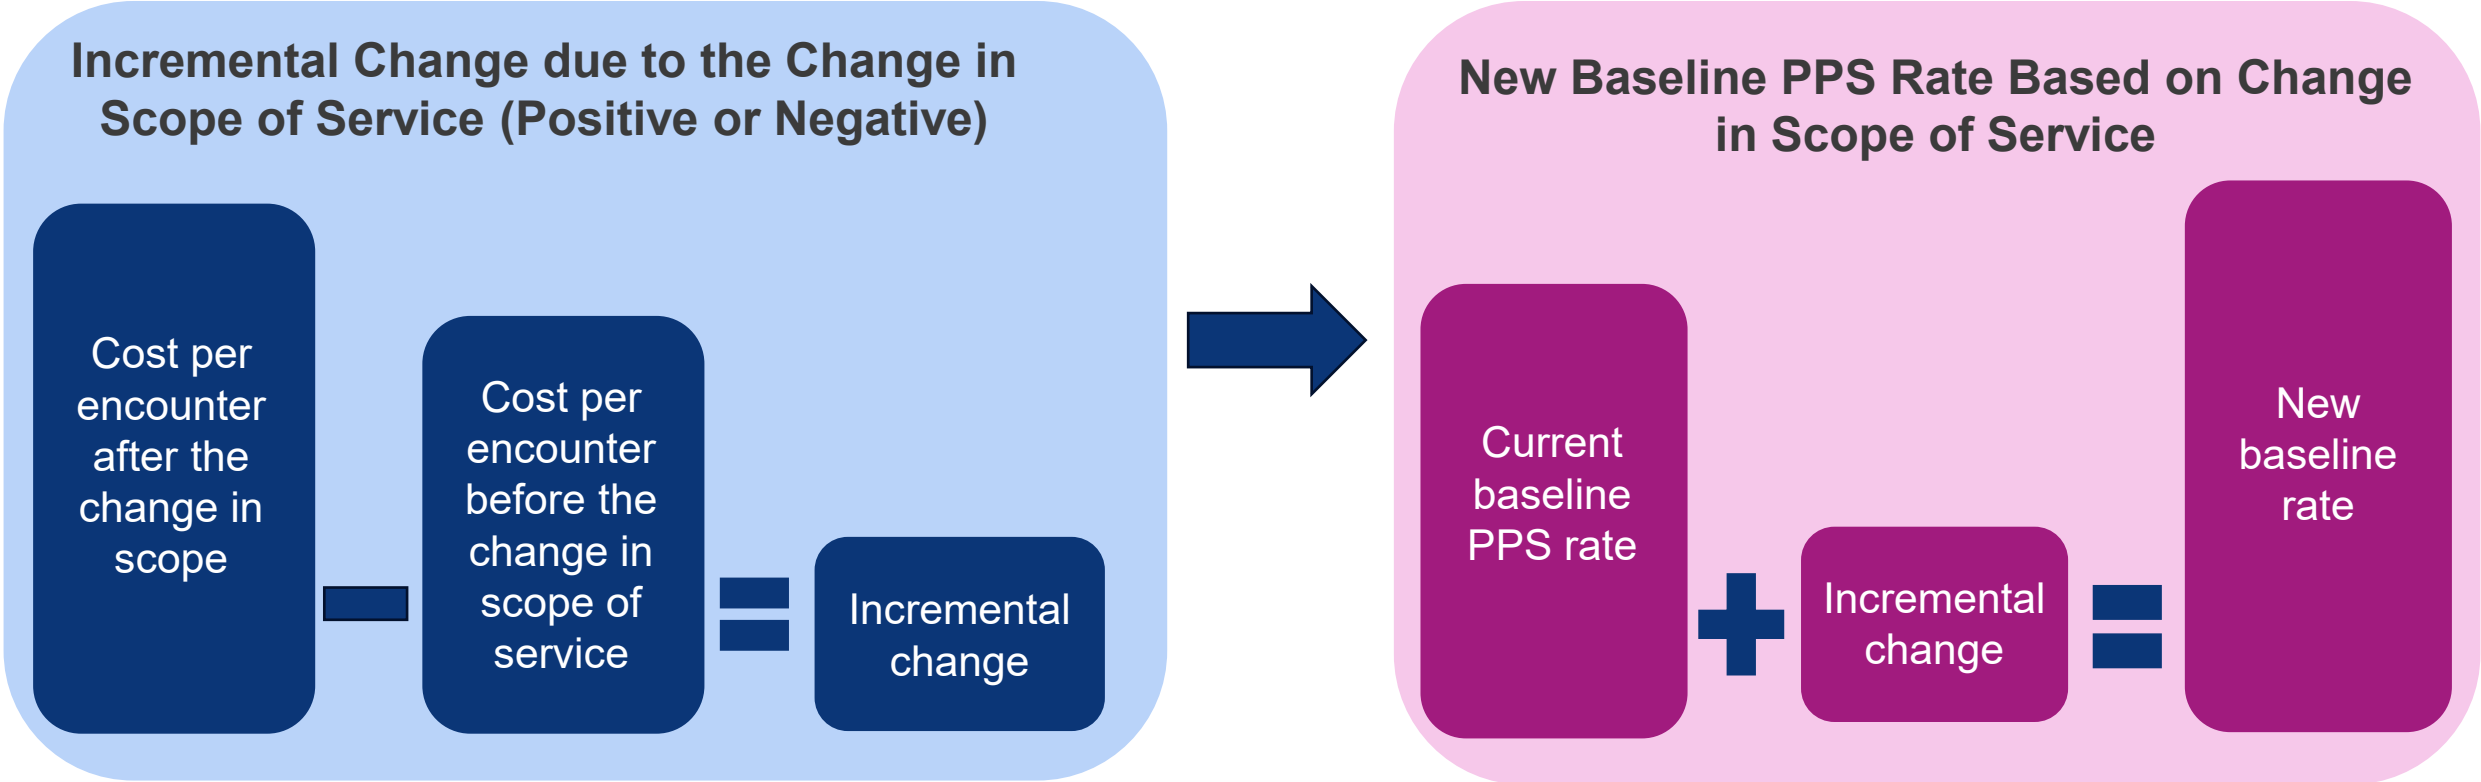 Incremental Change due to the Change in
Scope of Service (Positive or Negative)
Cost per
encounter
after the
change in
scope
Cost per
encounter
before the
change in
scope of
service
Incremental
change
New Baseline PPS Rate Based on Change
in Scope of Service
Current
baseline
PPS rate
Incremental
change
New
baseline
rate